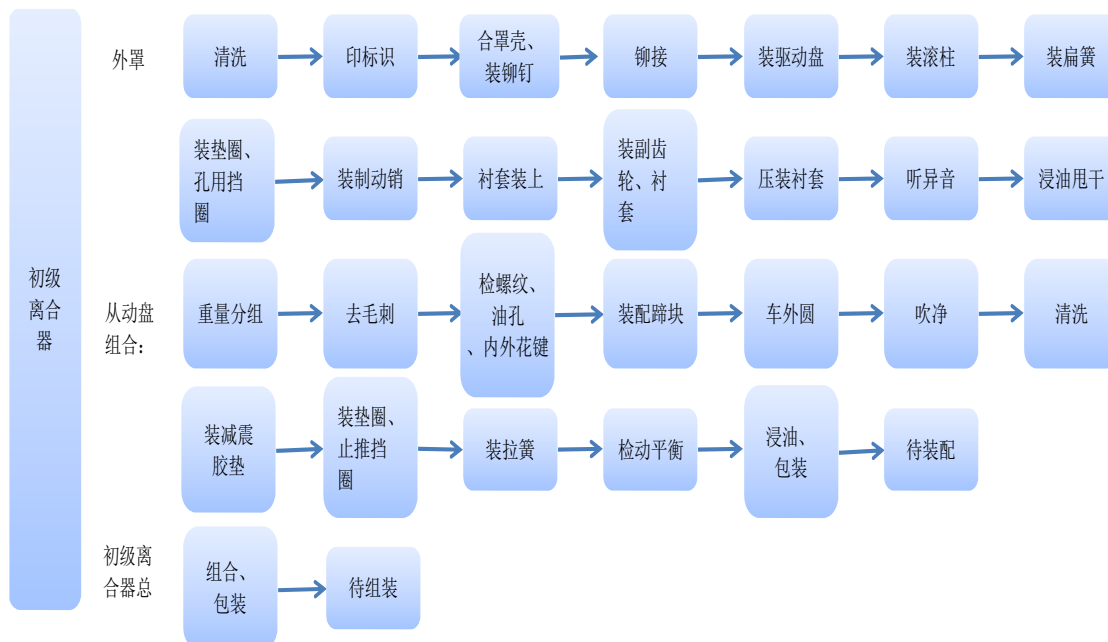 初级
离合
器
外罩
清洗
印标识
合罩壳、
装铆钉
铆接
装驱动盘
装滚柱
装扁簧
装垫圈、
孔用挡
圈
装制动销
衬套装上
装副齿
轮、衬
套
压装衬套
听异音
浸油甩干
从动盘
组合:
重量分组
去毛刺
检螺纹、
油孔
、内外花键
装配蹄块
车外圆
吹净
清洗
装减震
胶垫
装垫圈、
止推挡
圈
装拉簧
检动平衡
浸油、
包装
待装配
初级离
合器总
组合、
包装
待组装